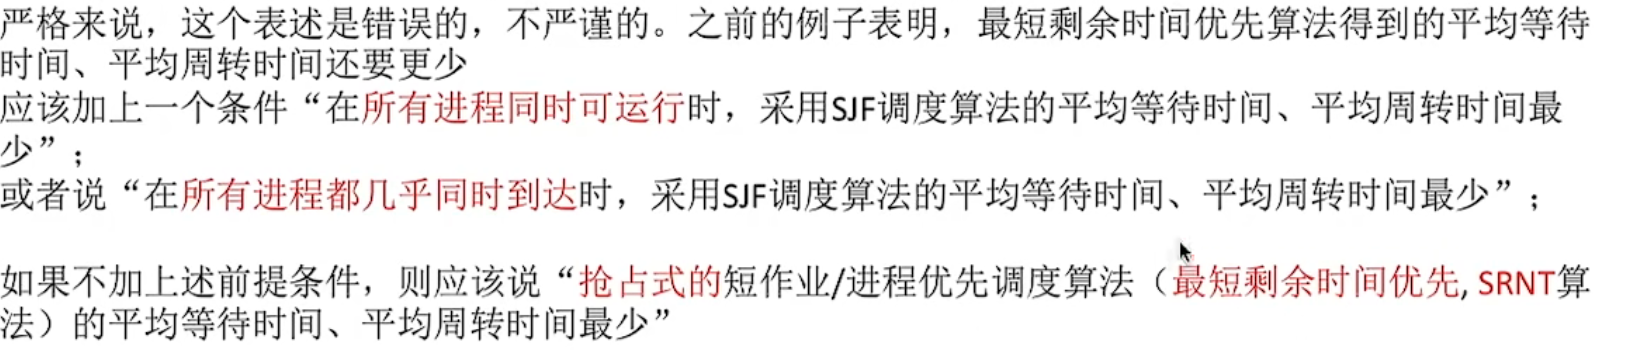 严格来说，这个表述是错误的，不严谨的。之前的例子表明，最短剩余时间优先算法得到的平均等待
时间、平均周转时间还要更少
应该加上一个条件“在所有进程同时可运行时，采用SJF调度算法的平均等待时间、平均周转时间最
少”；
或者说“在所有进程都几乎同时到达时，采用SJF调度算法的平均等待时间、平均周转时间最少”；
如果不加上述前提条件，则应该说“抢占式的短作业/进程优先调度算法（最短剩余时间优先, SRNT算
法）的平均等待时间、平均周转时间最少”